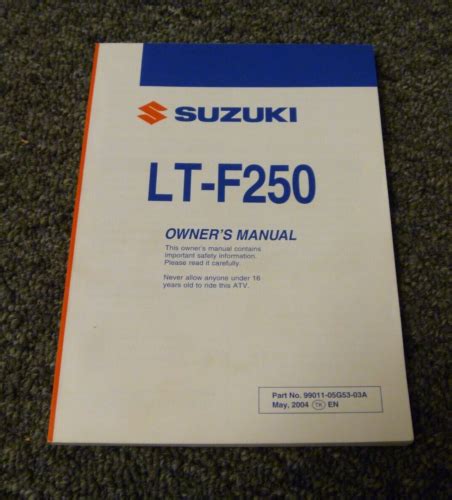 SUZUKI
LT-F250
OWNER'S MANUAL
This owner's manual contains
important safety information.
Please read it carefully.
Never allow anyone under 16
years old to ride this ATV.
Part No. 99011-05G53-03A
May, 2004 TK EN